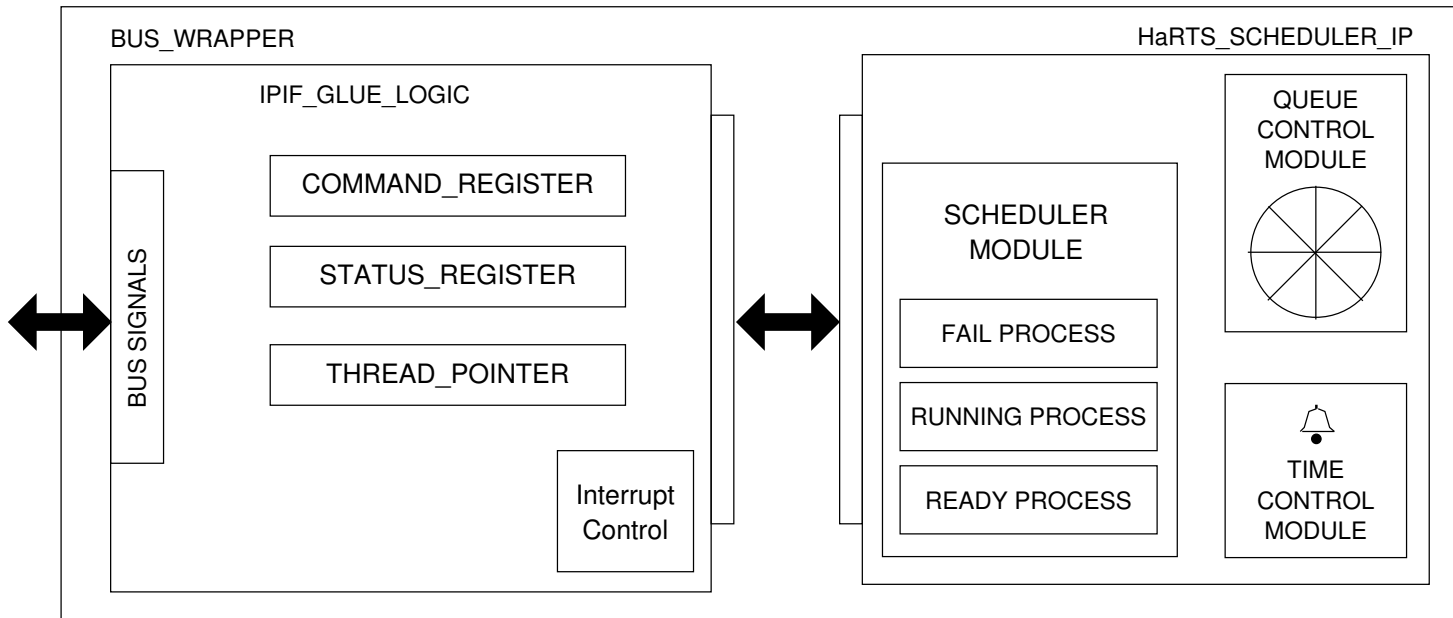 BUS_WRAPPER
HaRTS_SCHEDULER_IP
IPIF_GLUE_LOGIC
COMMAND_REGISTER
STATUS_REGISTER
THREAD_POINTER
BUS SIGNALS
Interrupt
Control
SCHEDULER
MODULE
FAIL PROCESS
RUNNING PROCESS
READY PROCESS
QUEUE
CONTROL
MODULE
TIME
CONTROL
MODULE